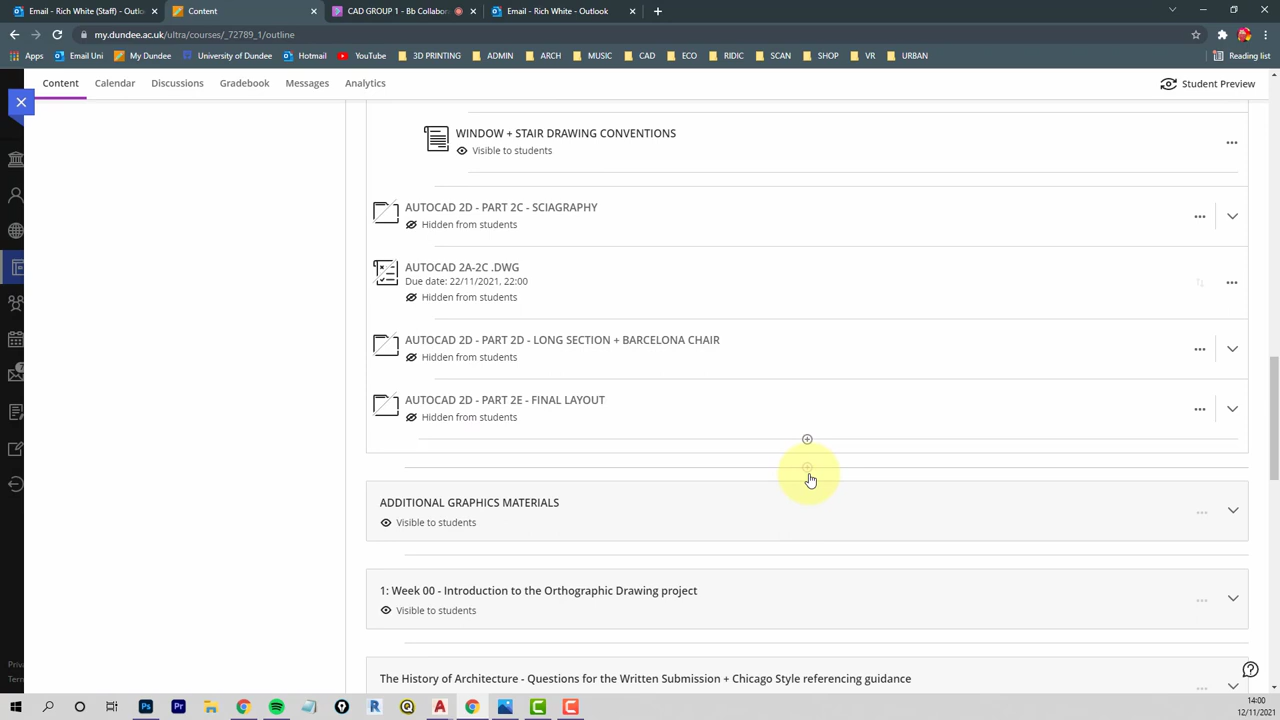 Email - Rich White (Staff) - Outlo
Content
CAD GROUP 1 - Bb Collabor
Email - Rich White - Outlook
my.dundee.ac.uk/ultra/courses/_72789_1/outline
Apps
Email Uni
My Dundee
University of Dundee
Hotmail
YouTube
3D PRINTING
ADMIN
ARCH
MUSIC
CAD
ECO
RIDIC
SCAN
SHOP
VR
URBAN
Reading list
Content
Calendar
Discussions
Gradebook
Messages
Analytics
Student Preview
WINDOW + STAIR DRAWING CONVENTIONS
Visible to students
AUTOCAD 2D - PART 2C - SCIAGRAPHY
Hidden from students
AUTOCAD 2A-2C .DWG
Due date: 22/11/2021, 22:00
Hidden from students
AUTOCAD 2D - PART 2D - LONG SECTION + BARCELONA CHAIR
Hidden from students
7
AUTOCAD 2D - PART 2E - FINAL LAYOUT
Hidden from students
ADDITIONAL GRAPHICS MATERIALS
Visible to students
1: Week 00 - Introduction to the Orthographic Drawing project
Visible to students
The History of Architecture - Questions for the Written Submission + Chicago Style referencing guidance
Priv
Term
14:00
12/11/2021